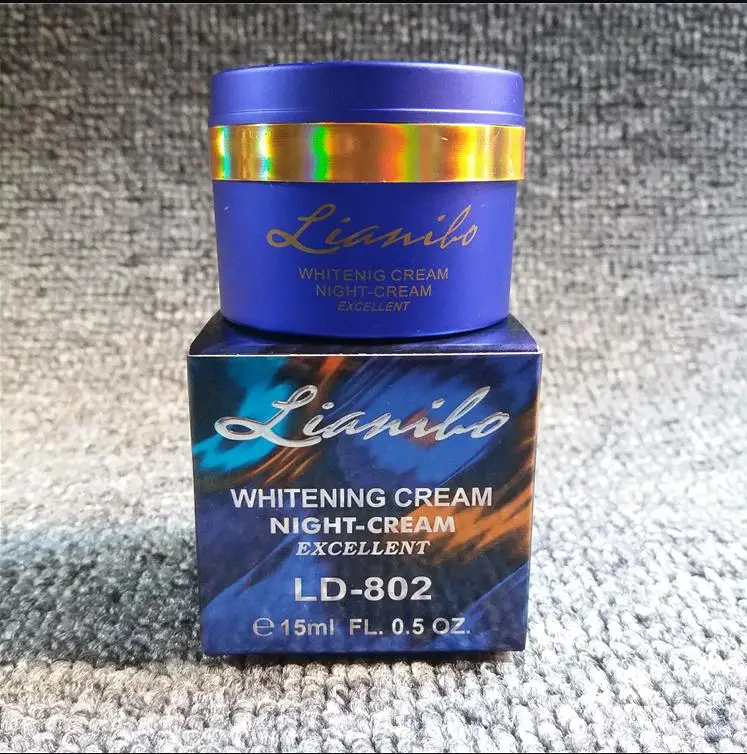 Lianibo
WHITENIG CREAM
NIGHT-CREAM
EXCELLENT
Lianibo
WHITENING CREAM
NIGHT-CREAM
EXCELLENT
LD-802
℮ 15ml FL. 0.5 OZ.